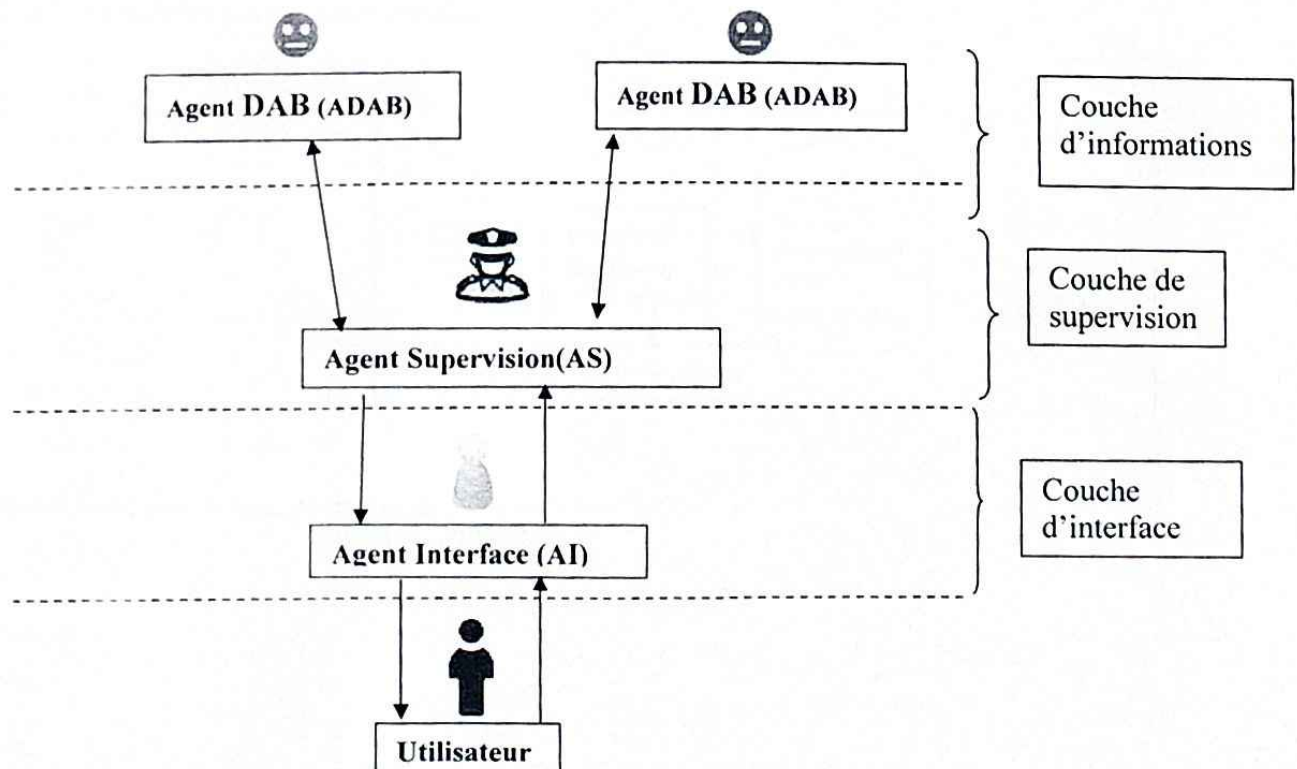 Agent DAB (ADAB)
Agent DAB (ADAB)
Couche
d'informations
Couche de
supervision
Agent Supervision(AS)
Couche
d'interface
Agent Interface (AI)
Utilisateur